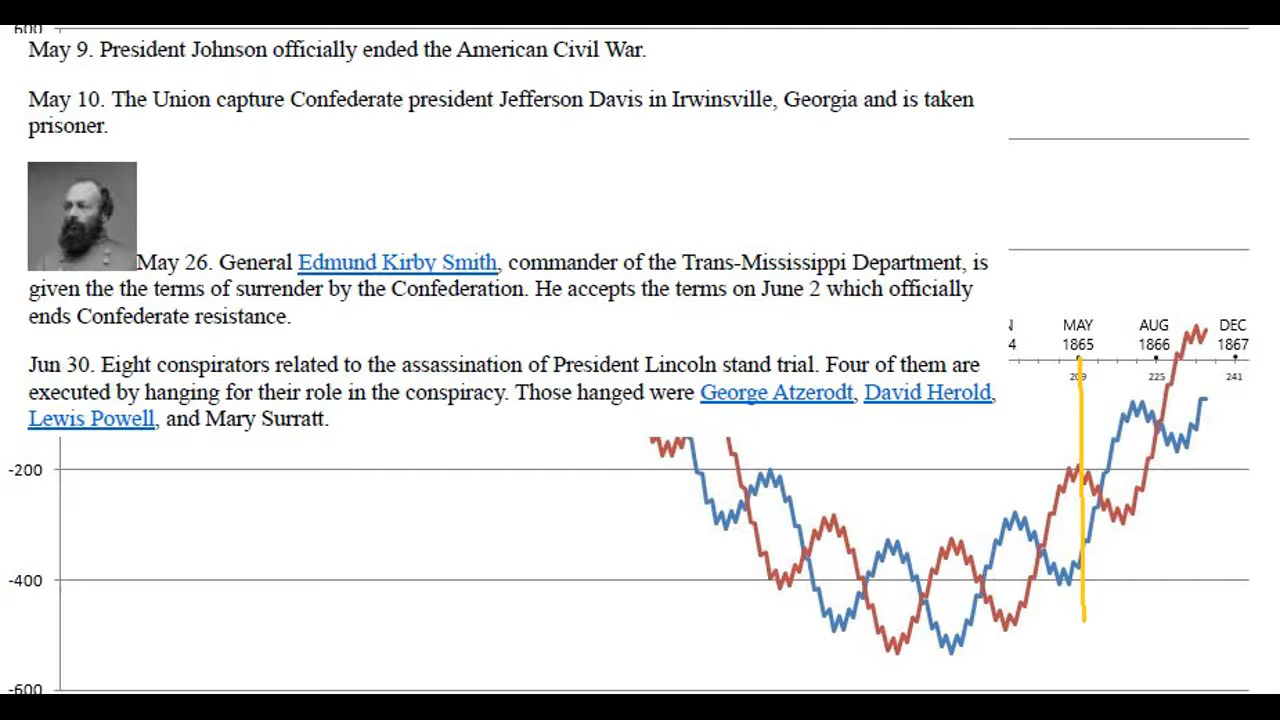 600
May 9. President Johnson officially ended the American Civil War.
May 10. The Union capture Confederate president Jefferson Davis in Irwinsville, Georgia and is taken
prisoner.
May 26. General Edmund Kirby Smith, commander of the Trans-Mississippi Department, is
given the the terms of surrender by the Confederation. He accepts the terms on June 2 which officially
ends Confederate resistance.
Jun 30. Eight conspirators related to the assassination of President Lincoln stand trial. Four of them are
executed by hanging for their role in the conspiracy. Those hanged were George Atzerodt, David Herold,
Lewis Powell, and Mary Surratt.
MAY AUG DEC
4 1865 1866 1867
209 225 241
-200
-400
-600